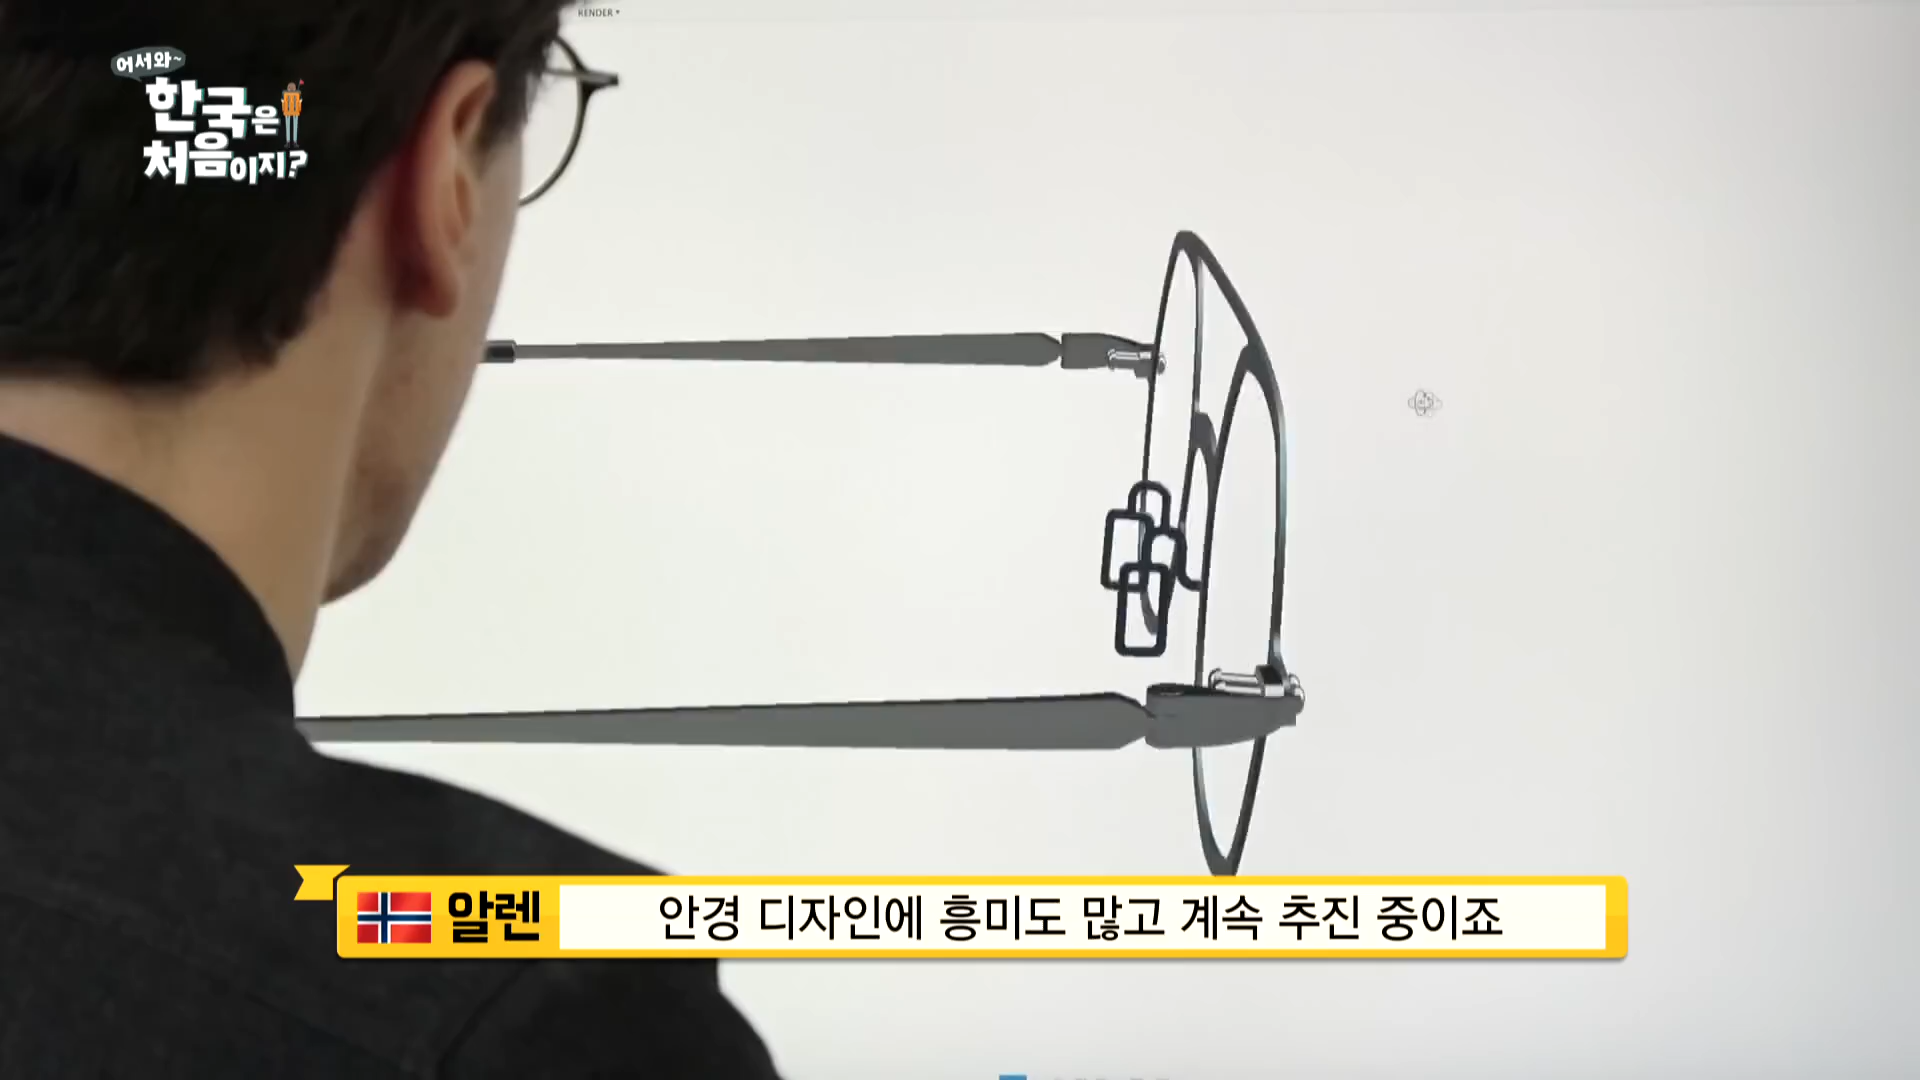 RENDER
어서와~
한국은
처음이지?
알렌 안경 디자인에 흥미도 많고 계속 추진 중이죠